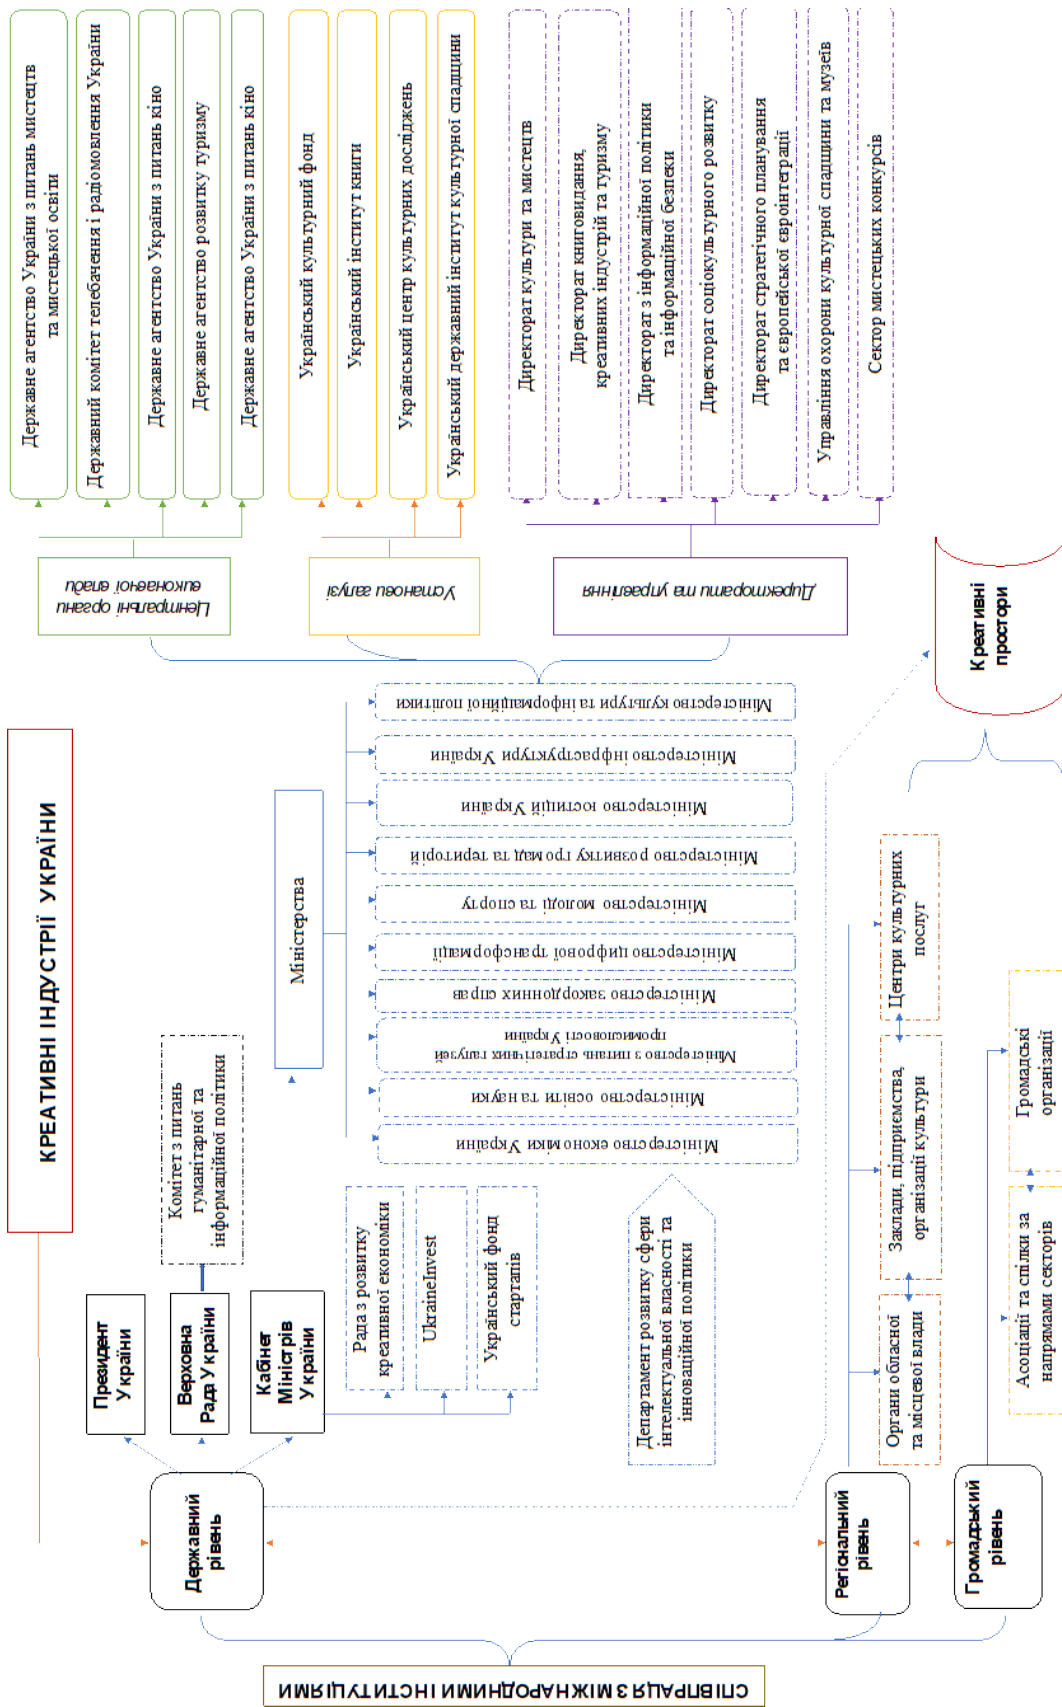 КРЕАТИВНІ ІНДУСТРІЇ УКРАЇНИ
СПІВПРАЦЯ З МІЖНАРОДНИМИ ІНСТИТУЦІЯМИ
Державний
рівень
Президент
України
Верховна
Рада України
Кабінет
Міністрів
України
Комітет з питань
гуманітарної та
інформаційної політики
Рада з розвитку
креативної економіки
UkraineInvest
Український фонд
стартапів
Міністерства
Міністерство економіки України
Міністерство освіти та науки
Міністерство з питань стратегічних галузей
промисловості України
Міністерство закордонних справ
Міністерство цифрової трансформації
Міністерство молоді та спорту
Міністерство розвитку громад та територій
Міністерство юстицій України
Міністерство інфраструктури України
Міністерство культури та інформаційної політики
Департамент розвитку сфери
інтелектуальної власності та
інноваційної політики
Центральні органи
виконавчої влади
Державне агентство України з питань мистецтв
та мистецької освіти
Державний комітет телебачення і радіомовлення України
Державне агентство України з питань кіно
Державне агентство розвитку туризму
Державне агентство України з питань кіно
Установи галузі
Український культурний фонд
Український інститут книги
Український центр культурних досліджень
Український державний інститут культурної спадщини
Директорати та управління
Директорат культури та мистецтв
Директорат книговидання,
креативних індустрій та туризму
Директорат з інформаційної політики
та інформаційної безпеки
Директорат соціокультурного розвитку
Директорат стратегічного планування
та європейської євроінтеграції
Управління охорони культурної спадщини та музеїв
Сектор мистецьких конкурсів
Регіональний
рівень
Органи обласної
та місцевої влади
Заклади, підприємства,
організації культури
Центри культурних
послуг
Креативні
простори
Громадський
рівень
Асоціації та спілки за
напрямами секторів
Громадські
організації